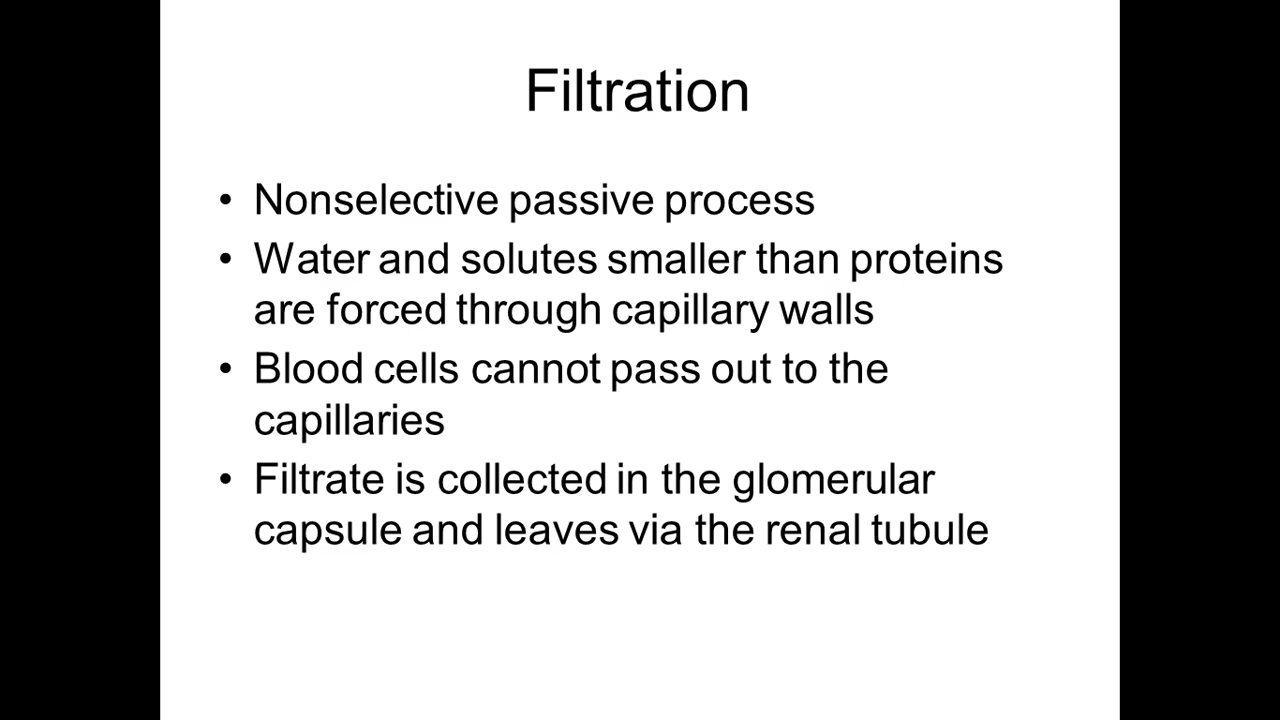 Filtration
• Nonselective passive process
• Water and solutes smaller than proteins
are forced through capillary walls
• Blood cells cannot pass out to the
capillaries
• Filtrate is collected in the glomerular
capsule and leaves via the renal tubule